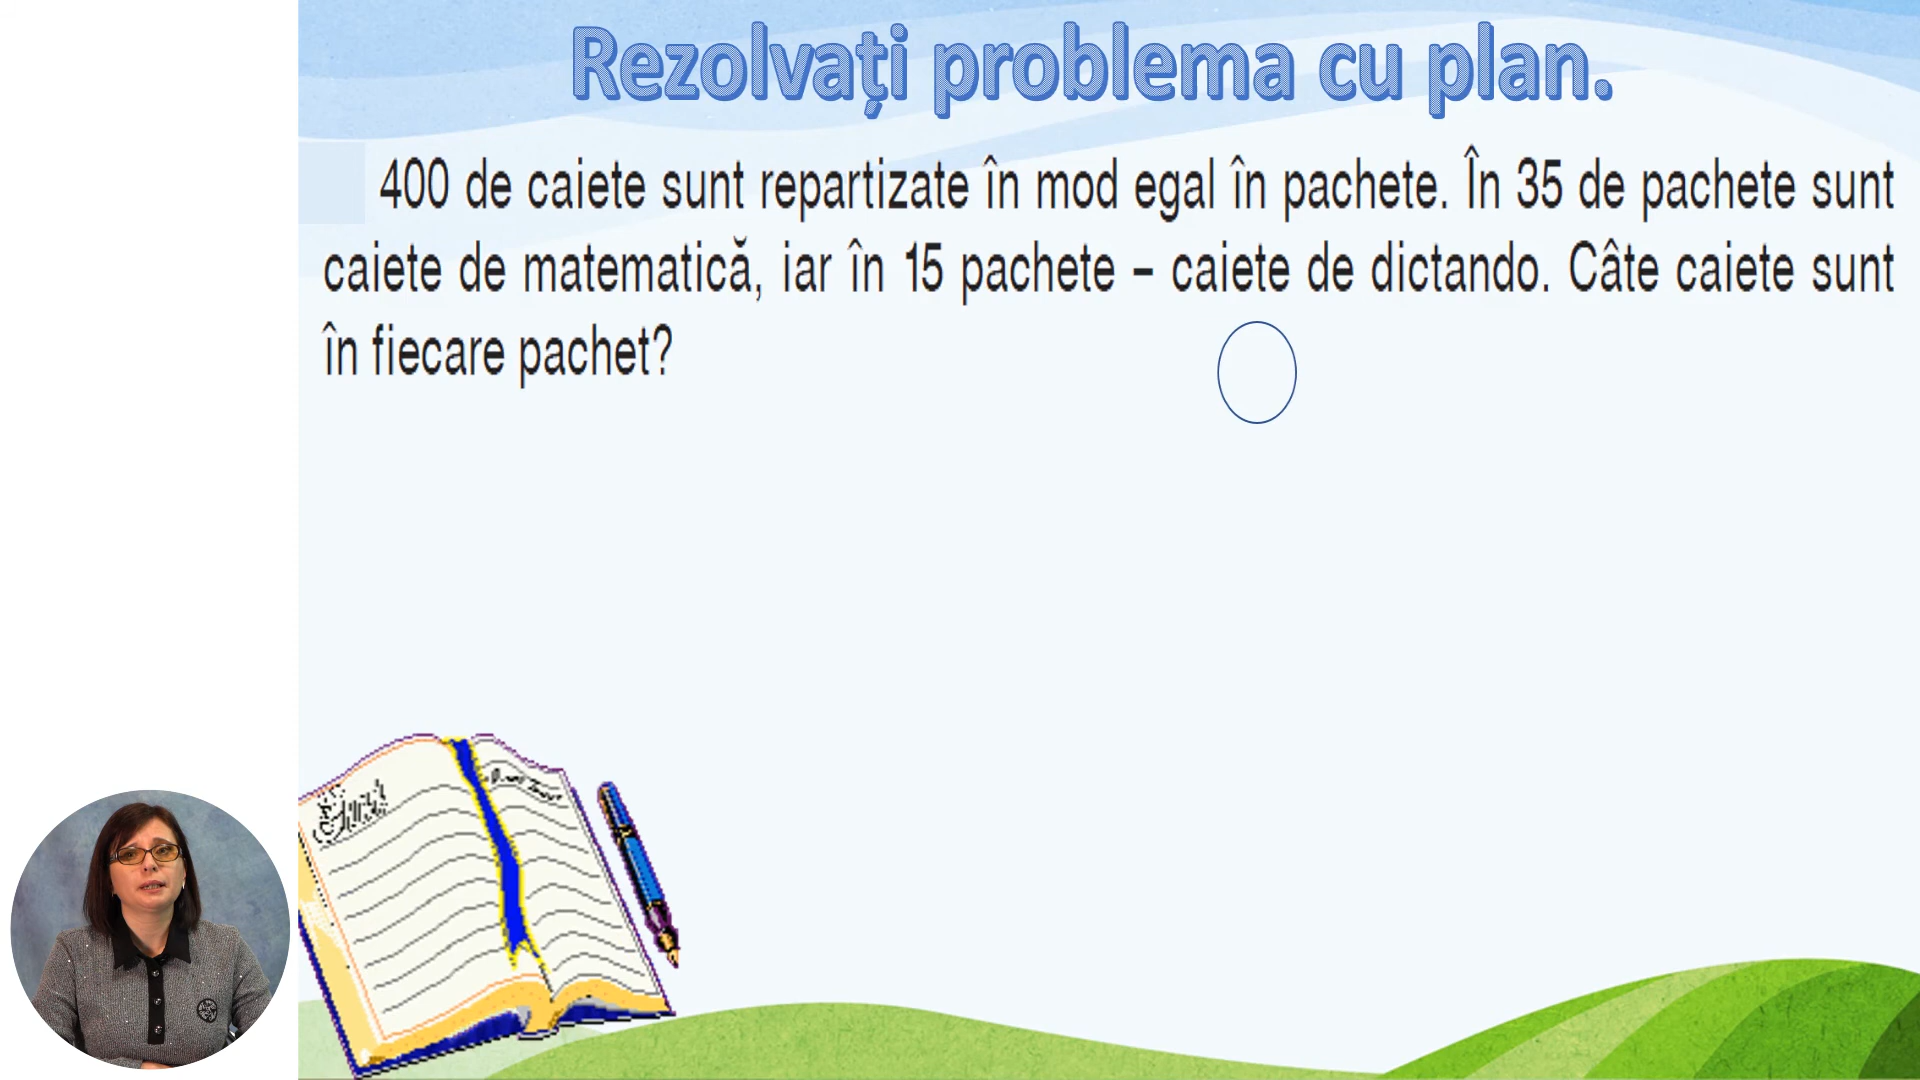 Rezolvați problema cu plan.
400 de caiete sunt repartizate în mod egal în pachete. În 35 de pachete sunt
caiete de matematică, iar în 15 pachete – caiete de dictando. Câte caiete sunt
în fiecare pachet?